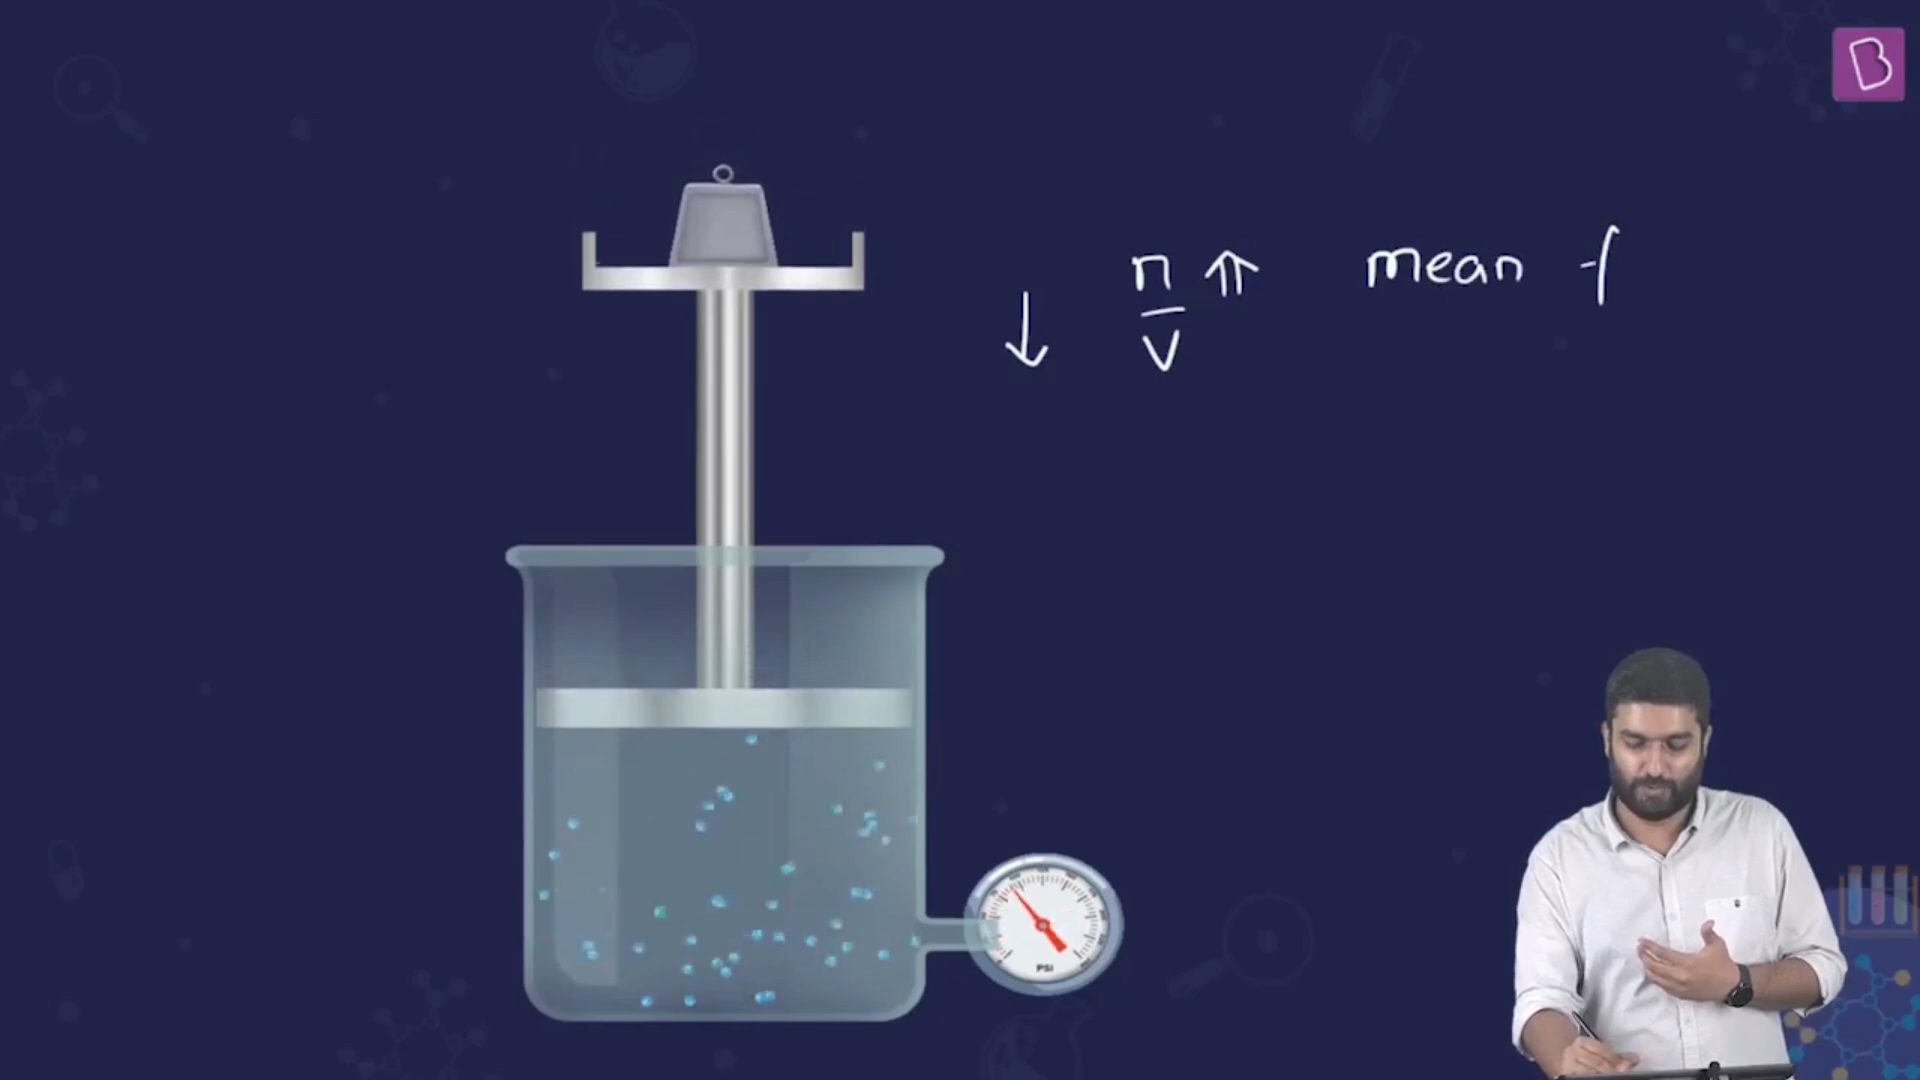 n ⇑ mean f
↓ —
v
PSI
B